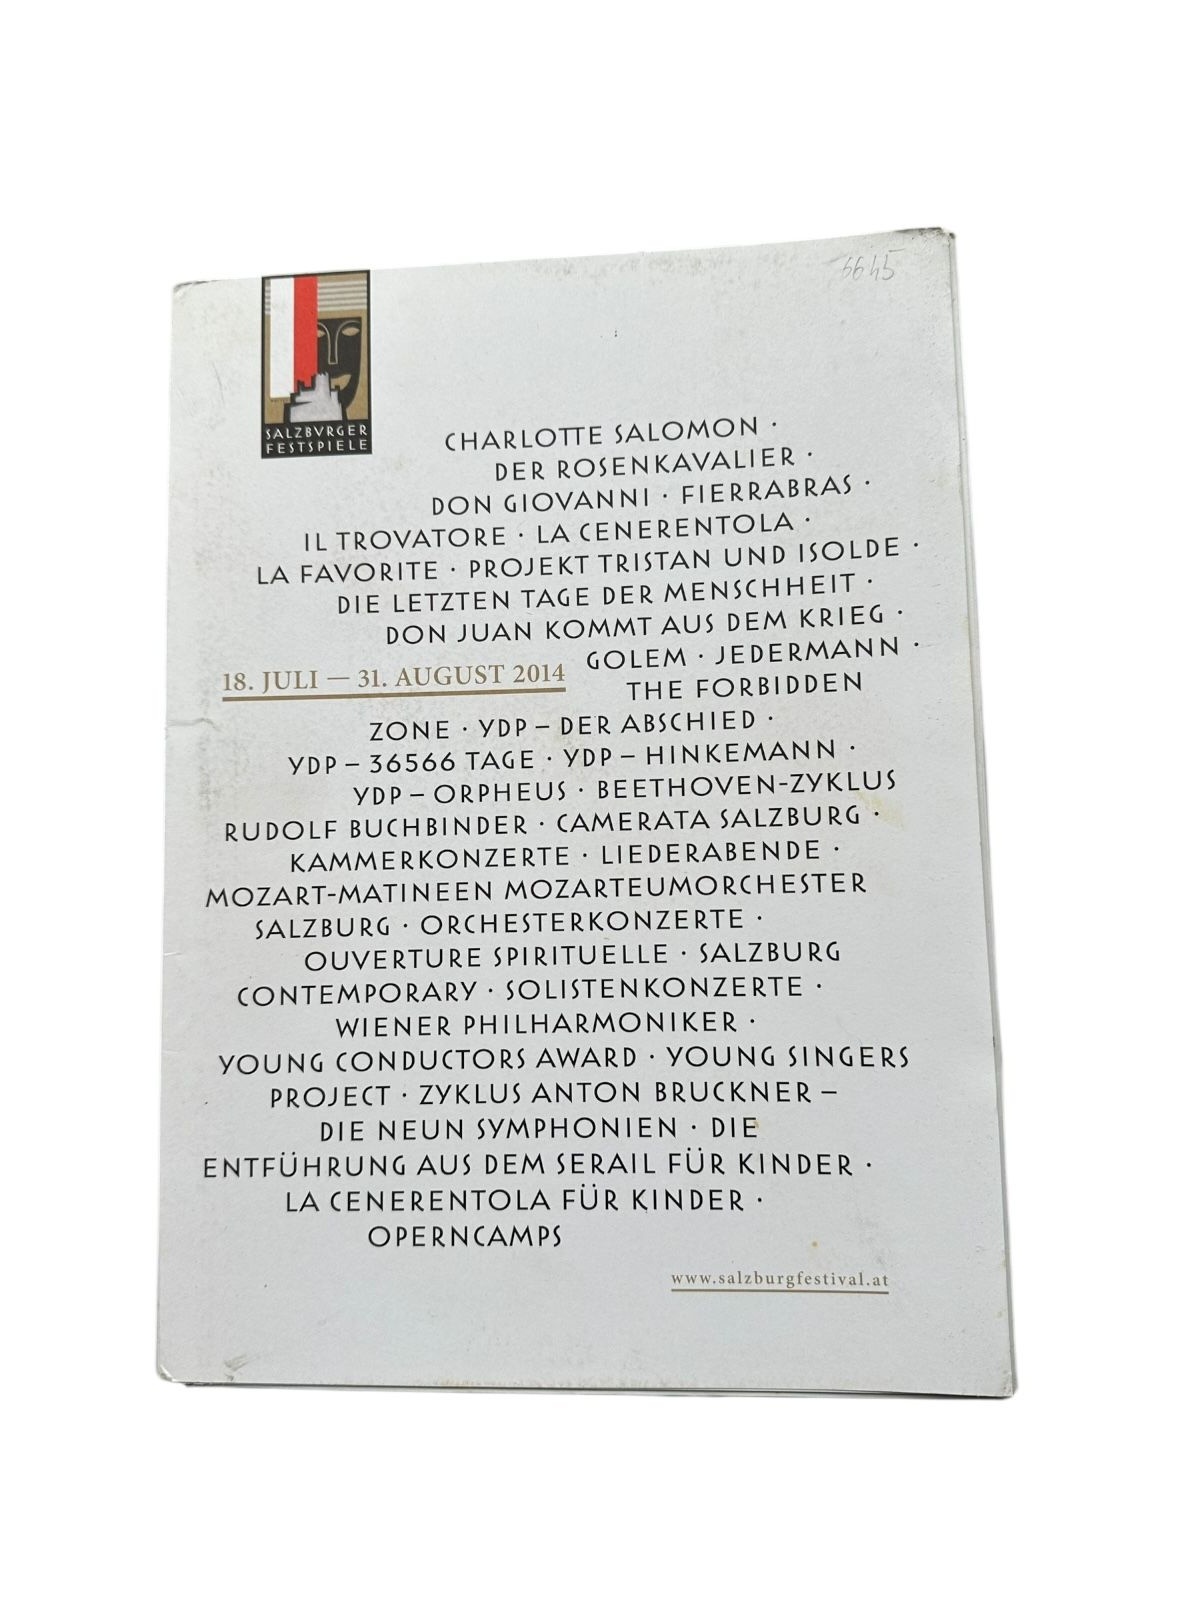 6645
SALZBVRGER
FESTSPIELE
CHARLOTTE SALOMON ·
DER ROSENKAVALIER ·
DON GIOVANNI · FIERRABRAS ·
IL TROVATORE · LA CENERENTOLA ·
LA FAVORITE · PROJEKT TRISTAN UND ISOLDE ·
DIE LETZTEN TAGE DER MENSCHHEIT ·
DON JUAN KOMMT AUS DEM KRIEG ·
GOLEM · JEDERMANN ·
18. JULI — 31. AUGUST 2014
THE FORBIDDEN
ZONE · YDP – DER ABSCHIED ·
YDP – 36566 TAGE · YDP – HINKEMANN ·
YDP – ORPHEUS · BEETHOVEN-ZYKLUS
RUDOLF BUCHBINDER · CAMERATA SALZBURG ·
KAMMERKONZERTE · LIEDERABENDE ·
MOZART-MATINEEN MOZARTEUMORCHESTER
SALZBURG · ORCHESTERKONZERTE ·
OUVERTURE SPIRITUELLE · SALZBURG
CONTEMPORARY · SOLISTENKONZERTE ·
WIENER PHILHARMONIKER ·
YOUNG CONDUCTORS AWARD · YOUNG SINGERS
PROJECT · ZYKLUS ANTON BRUCKNER –
DIE NEUN SYMPHONIEN · DIE
ENTFÜHRUNG AUS DEM SERAIL FÜR KINDER ·
LA CENERENTOLA FÜR KINDER ·
OPERNCAMPS
www.salzburgfestival.at